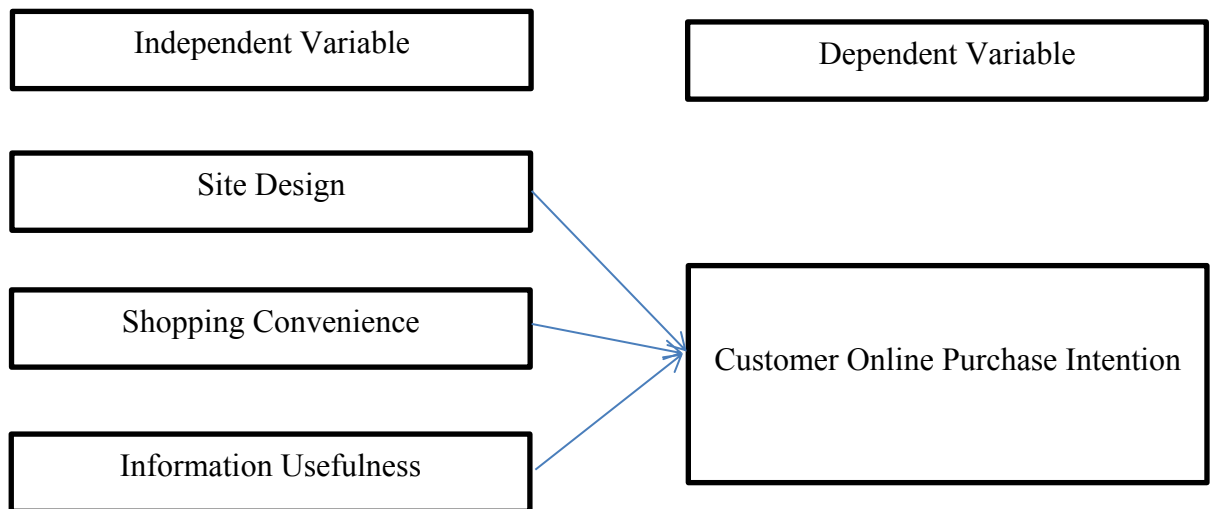 Independent Variable
Dependent Variable
Site Design
Shopping Convenience
Customer Online Purchase Intention
Information Usefulness